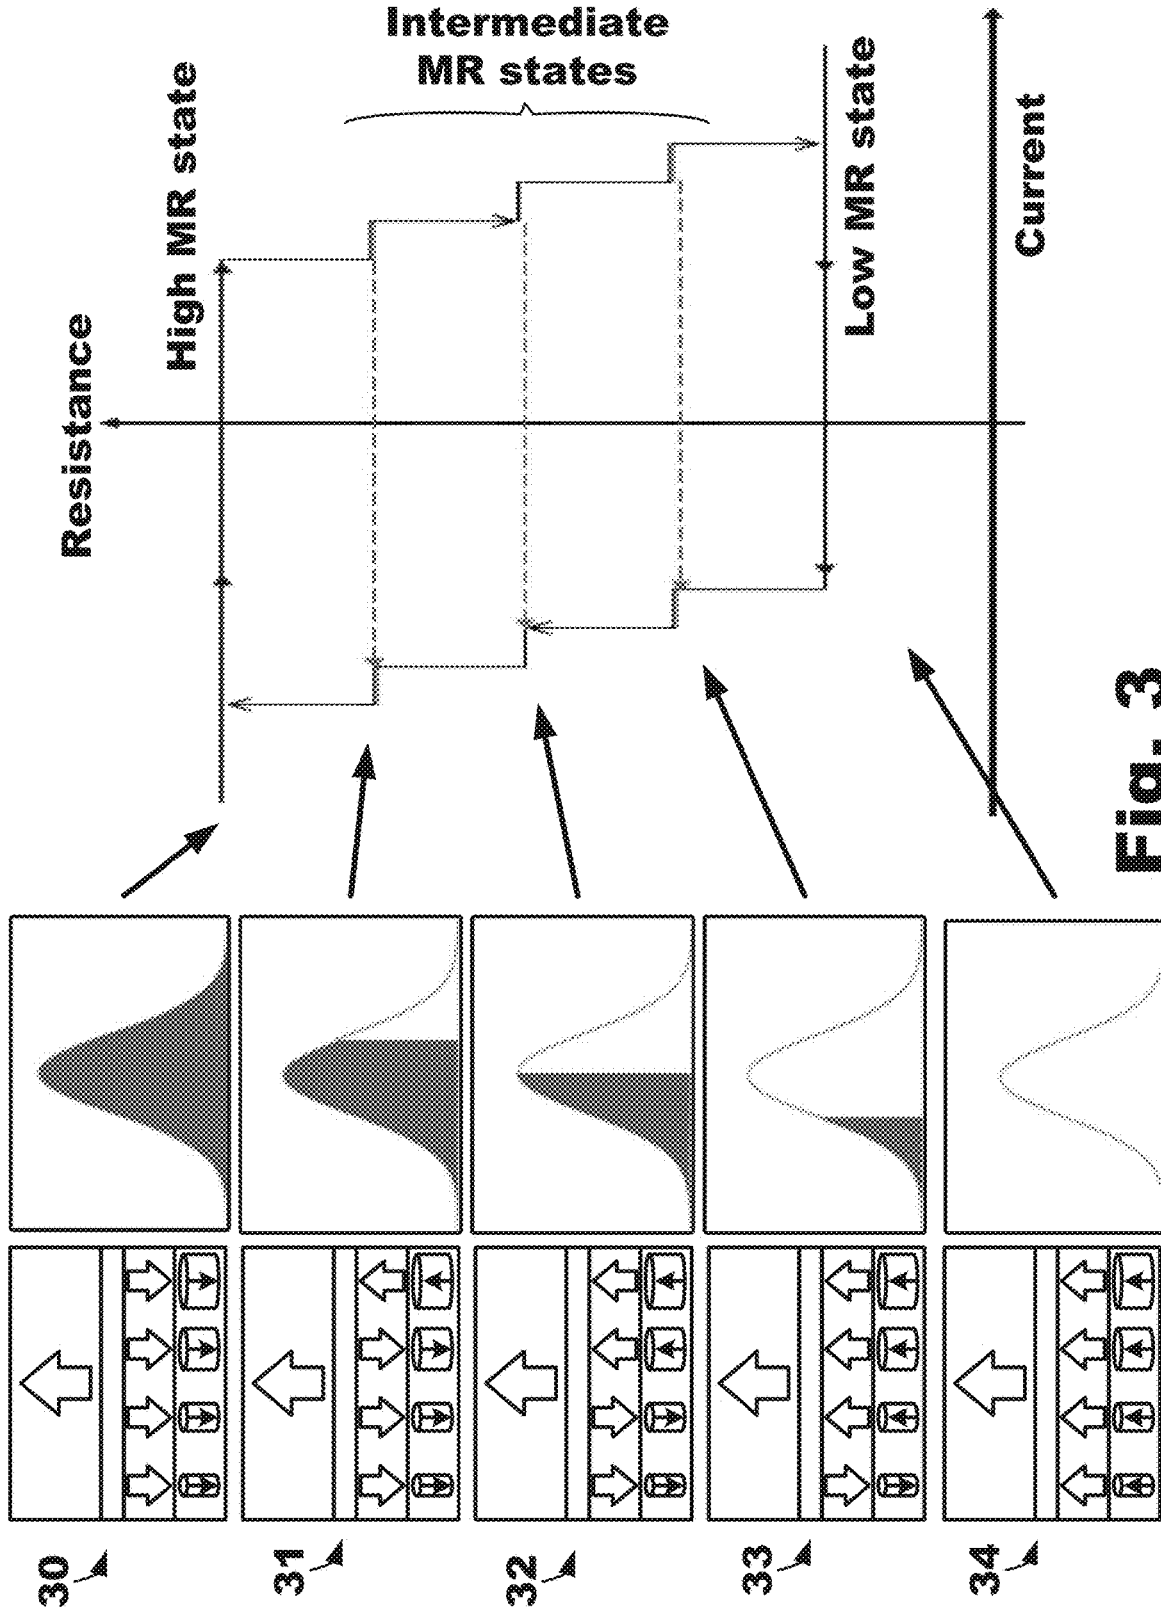 30
31
32
33
34
Resistance
High MR state
Intermediate
MR states
Low MR state
Current
Fig. 3